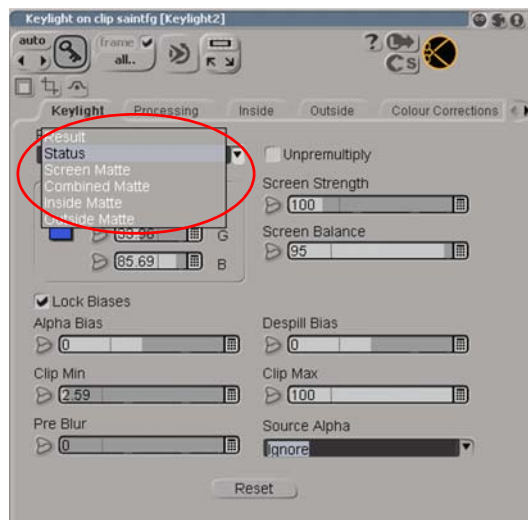 Keylight on clip saintfg [Keylight2]
auto
frame
all..
?
C S
Keylight Processing Inside Outside Colour Corrections
Result
Status
Screen Matte
Combined Matte
Inside Matte
Outside Matte
Unpremultiply
Screen Strength
100
G
Screen Balance
95
85.69 B
Lock Biases
Alpha Bias Despill Bias
0 0
Clip Min Clip Max
2.59 100
Pre Blur Source Alpha
0 Ignore
Reset